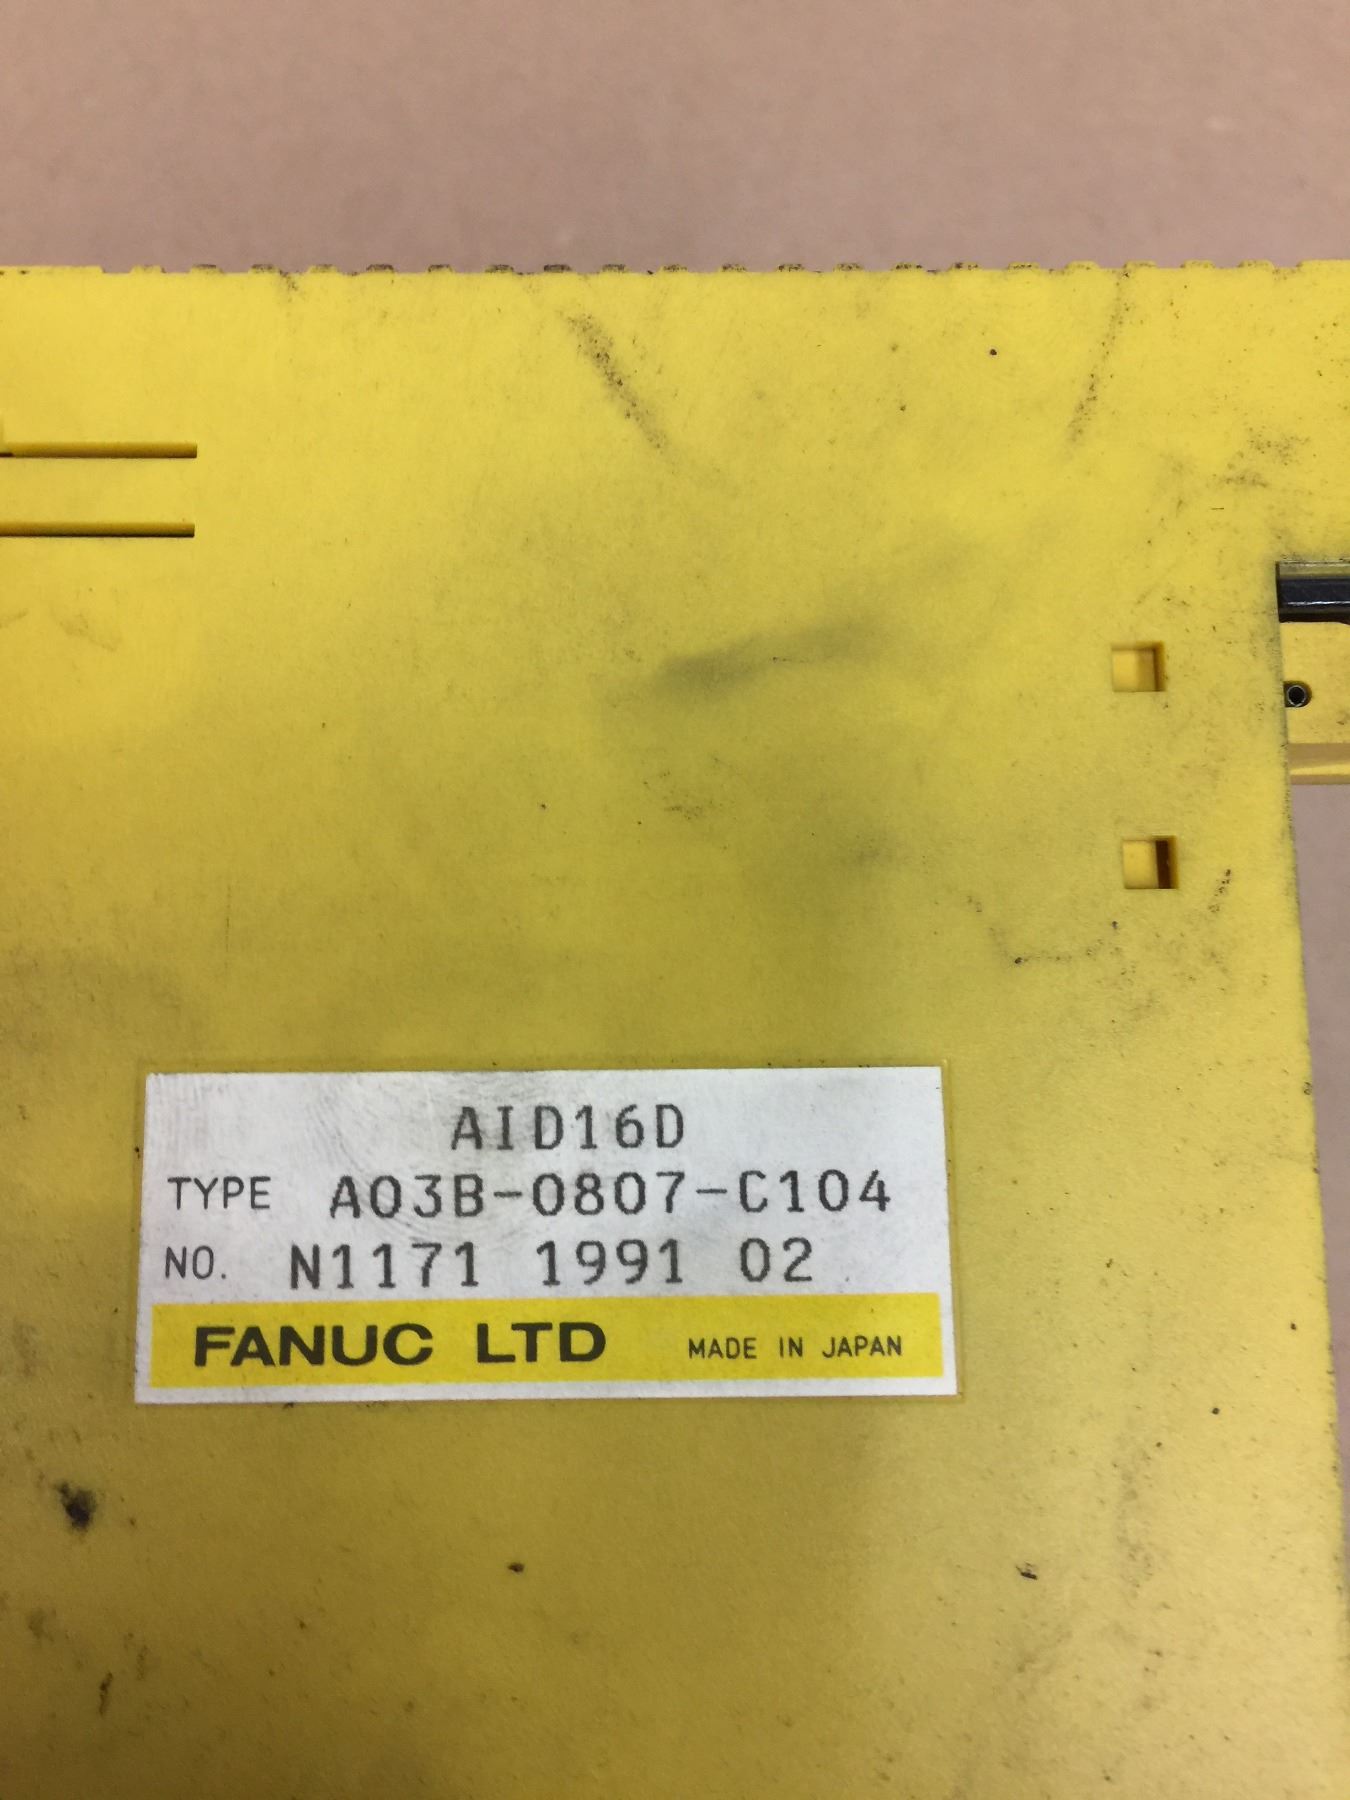 AID16D
TYPE A03B-0807-C104
NO. N1171 1991 02
FANUC LTD MADE IN JAPAN